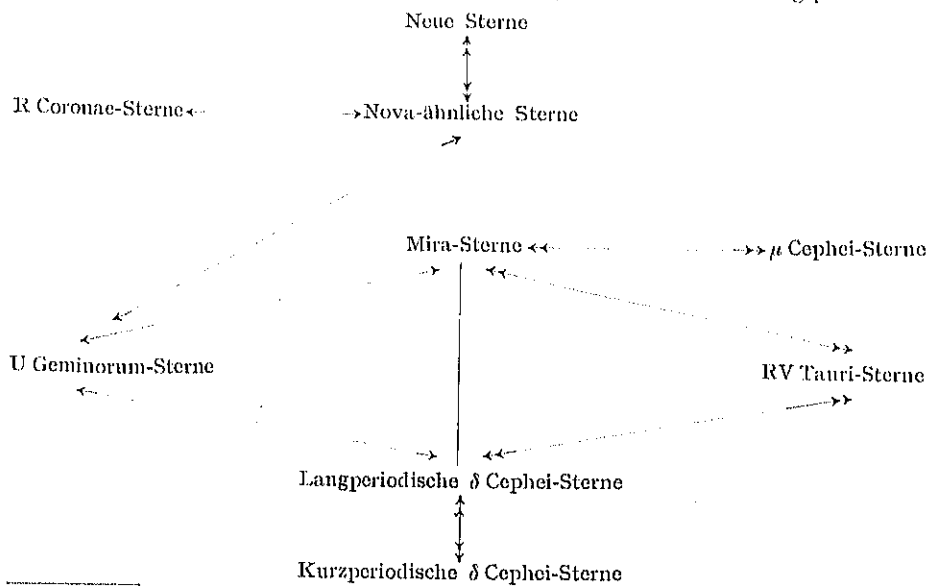 Neue Sterne
R Coronae-Sterne
Nova-ähnliche Sterne
Mira-Sterne
μ Cephei-Sterne
U Geminorum-Sterne
RV Tauri-Sterne
Langperiodische δ Cephei-Sterne
Kurzperiodische δ Cephei-Sterne